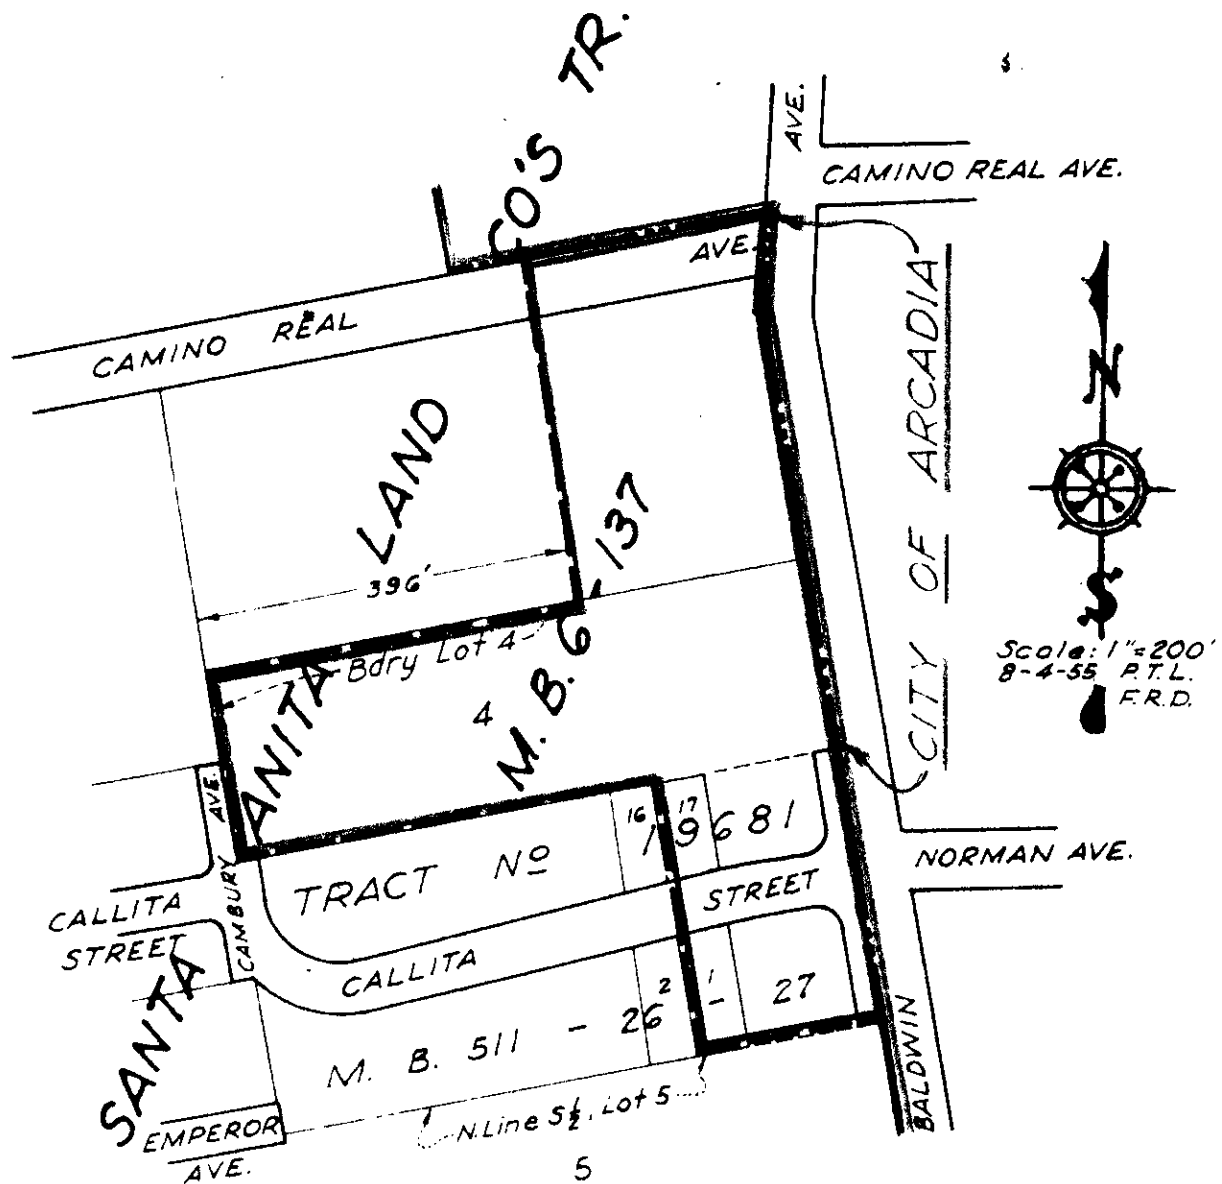 SANTA ANITA LAND CO'S TR.
AVE.
CAMINO REAL AVE.
AVE.
CAMINO REAL
CITY OF ARCADIA
N
396'
M. B. 6 - 137
Bdry Lot 4
S
Scale: 1"=200'
8-4-55 P.T.L.
F.R.D.
4
AVE.
CAMBURY
16
17
TRACT Nº 19681
NORMAN AVE.
CALLITA
STREET
CALLITA
STREET
2
1
M. B. 511 - 26 - 27
BALDWIN
N. Line S½, Lot 5
EMPEROR
AVE.
5